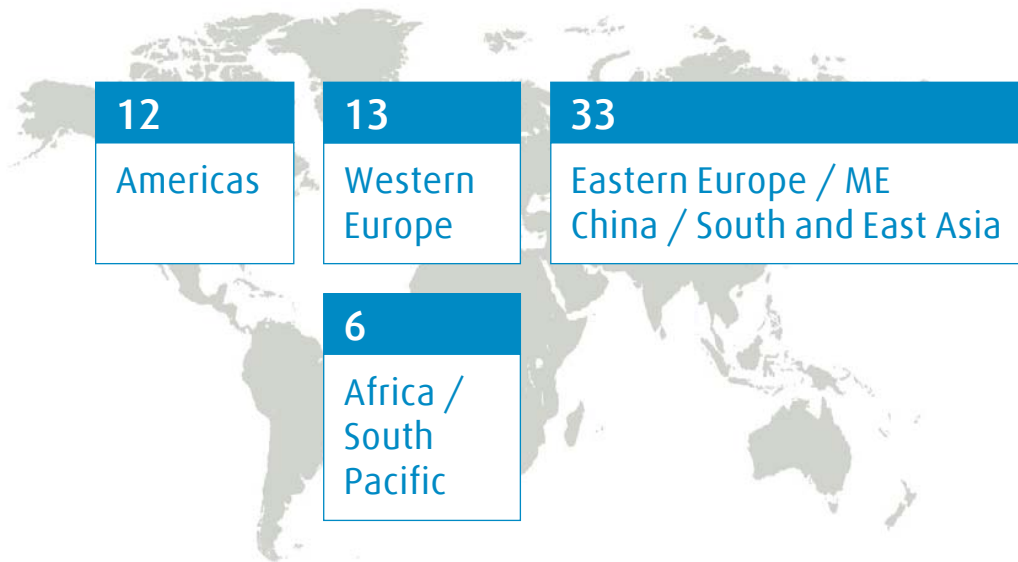 12
Americas
13
Western
Europe
33
Eastern Europe / ME
China / South and East Asia
6
Africa /
South
Pacific